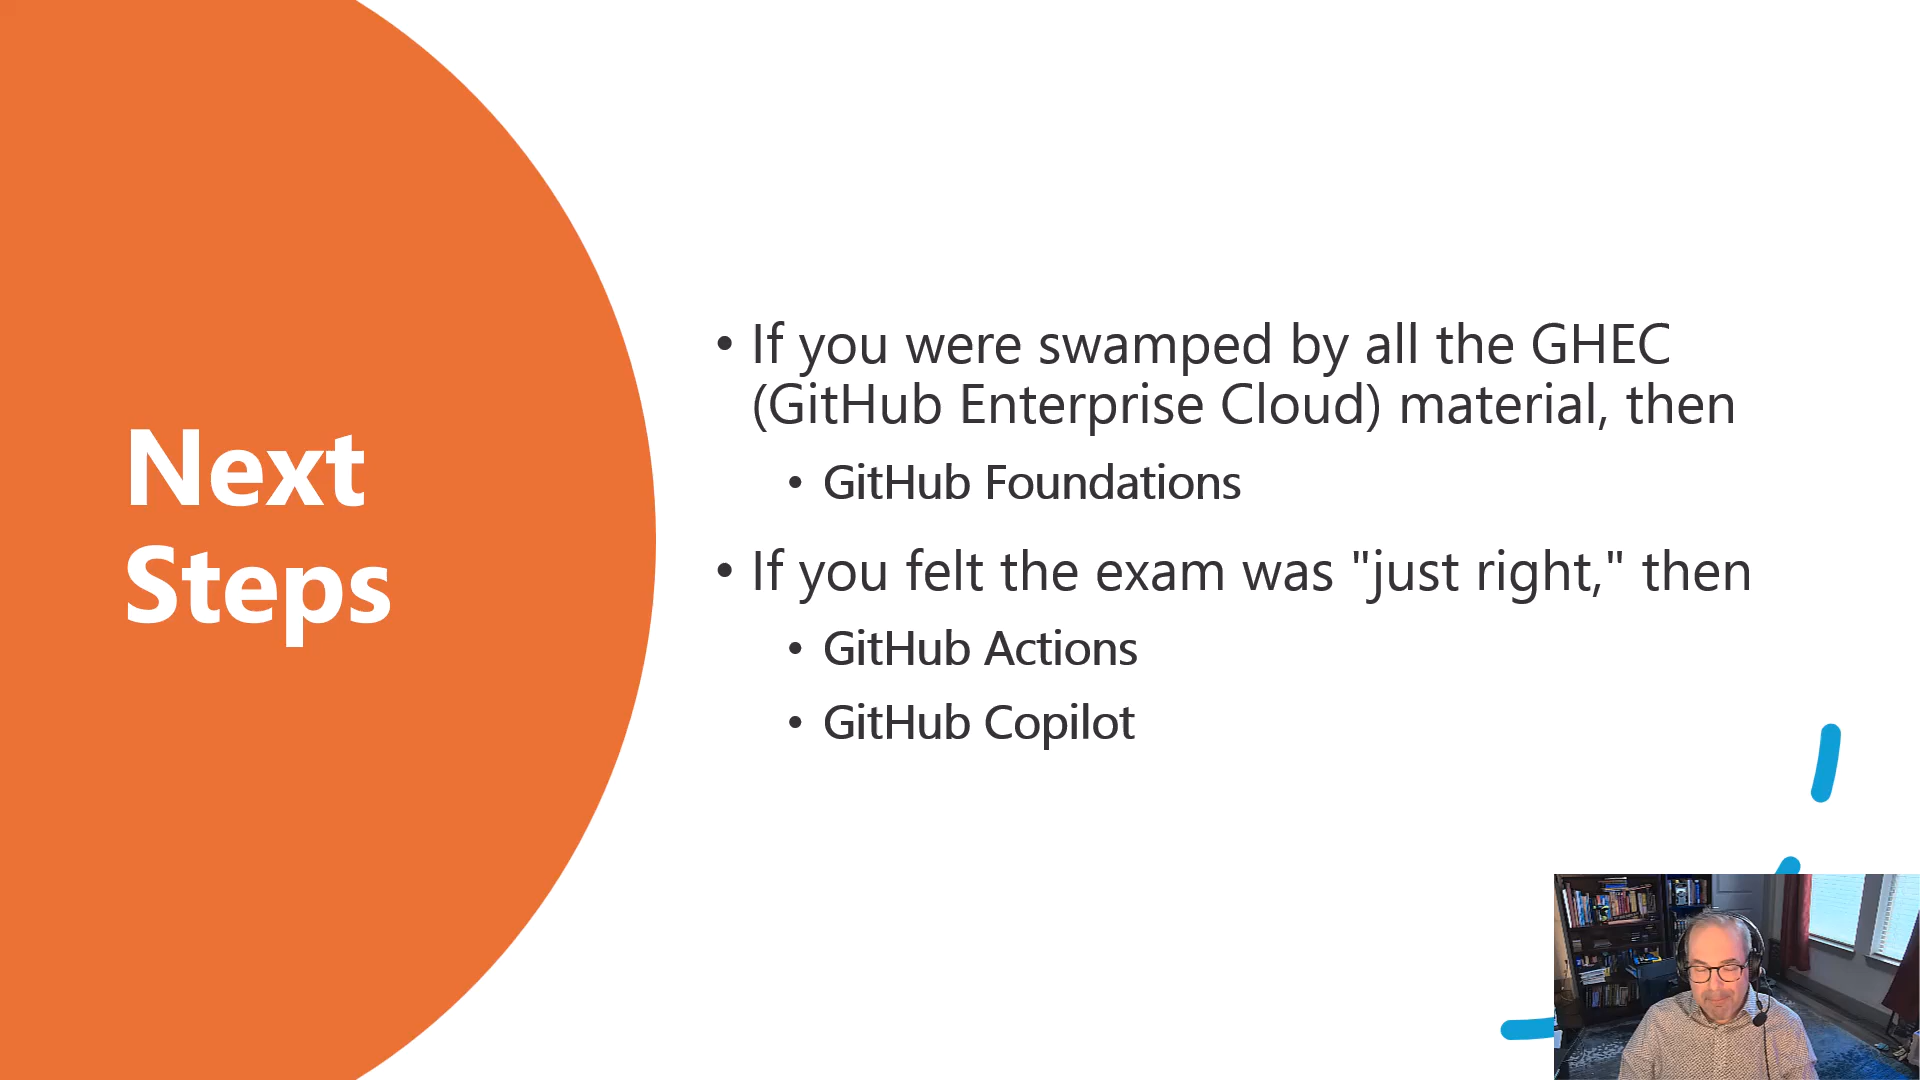 Next
Steps
• If you were swamped by all the GHEC
(GitHub Enterprise Cloud) material, then
• GitHub Foundations
• If you felt the exam was "just right," then
• GitHub Actions
• GitHub Copilot